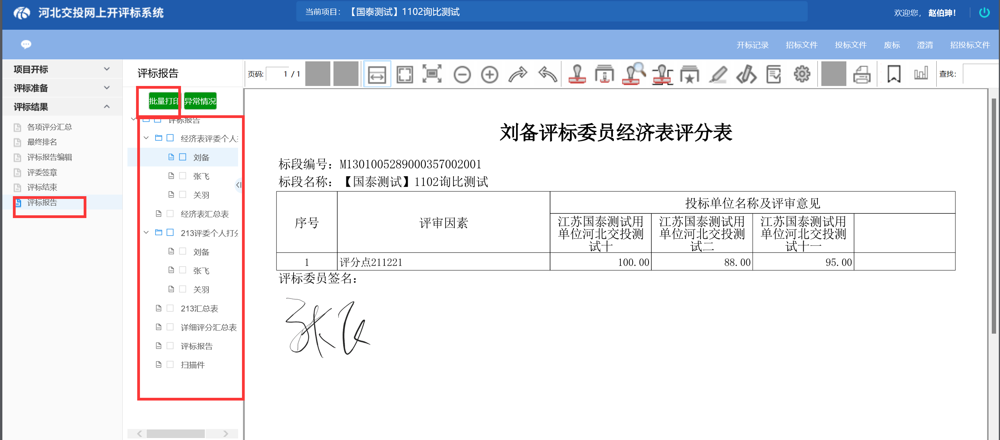 河北交投网上开评标系统
当前项目： 【国泰测试】1102询比测试
欢迎您， 赵伯珅！
开标记录 招标文件 投标文件 废标 澄清 招投标文件
项目开标
评标准备
评标结果
各项评分汇总
最终排名
评标报告编辑
评委签章
评标结束
评标报告
评标报告
批量打印 异常情况
评标报告
经济表评委个人
刘备
张飞
关羽
经济表汇总表
213评委个人打分
刘备
张飞
关羽
213汇总表
详细评分汇总表
评标报告
扫描件
页码: 1 / 1
查找:
刘备评标委员经济表评分表
标段编号：M1301005289000357002001
标段名称：【国泰测试】1102询比测试
序号 评审因素 投标单位名称及评审意见
江苏国泰测试用单位河北交投测试十 江苏国泰测试用单位河北交投测试二 江苏国泰测试用单位河北交投测试十一
1 评分点211221 100.00 88.00 95.00
评标委员签名：
张飞